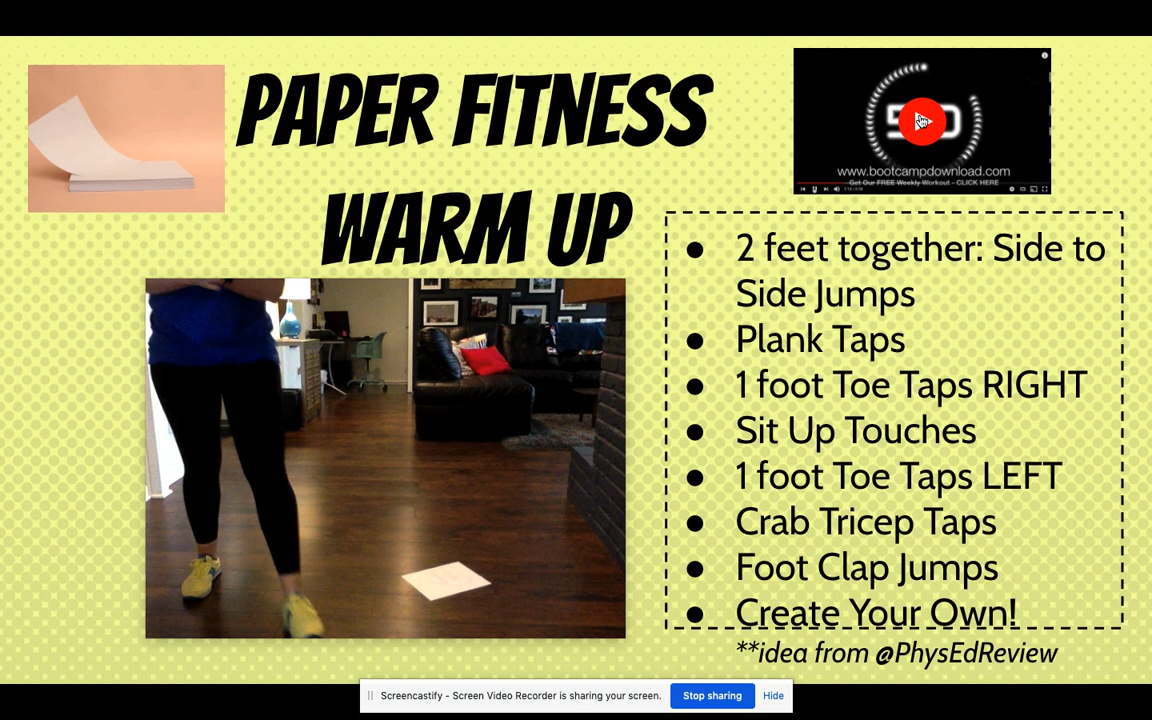 PAPER FITNESS
WARM UP
www.bootcampdownload.com
Get Our FREE Weekly Workout - CLICK HERE
● 2 feet together: Side to
Side Jumps
● Plank Taps
● 1 foot Toe Taps RIGHT
● Sit Up Touches
● 1 foot Toe Taps LEFT
● Crab Tricep Taps
● Foot Clap Jumps
● Create Your Own!
**idea from @PhysEdReview
Screencastify - Screen Video Recorder is sharing your screen.
Stop sharing
Hide